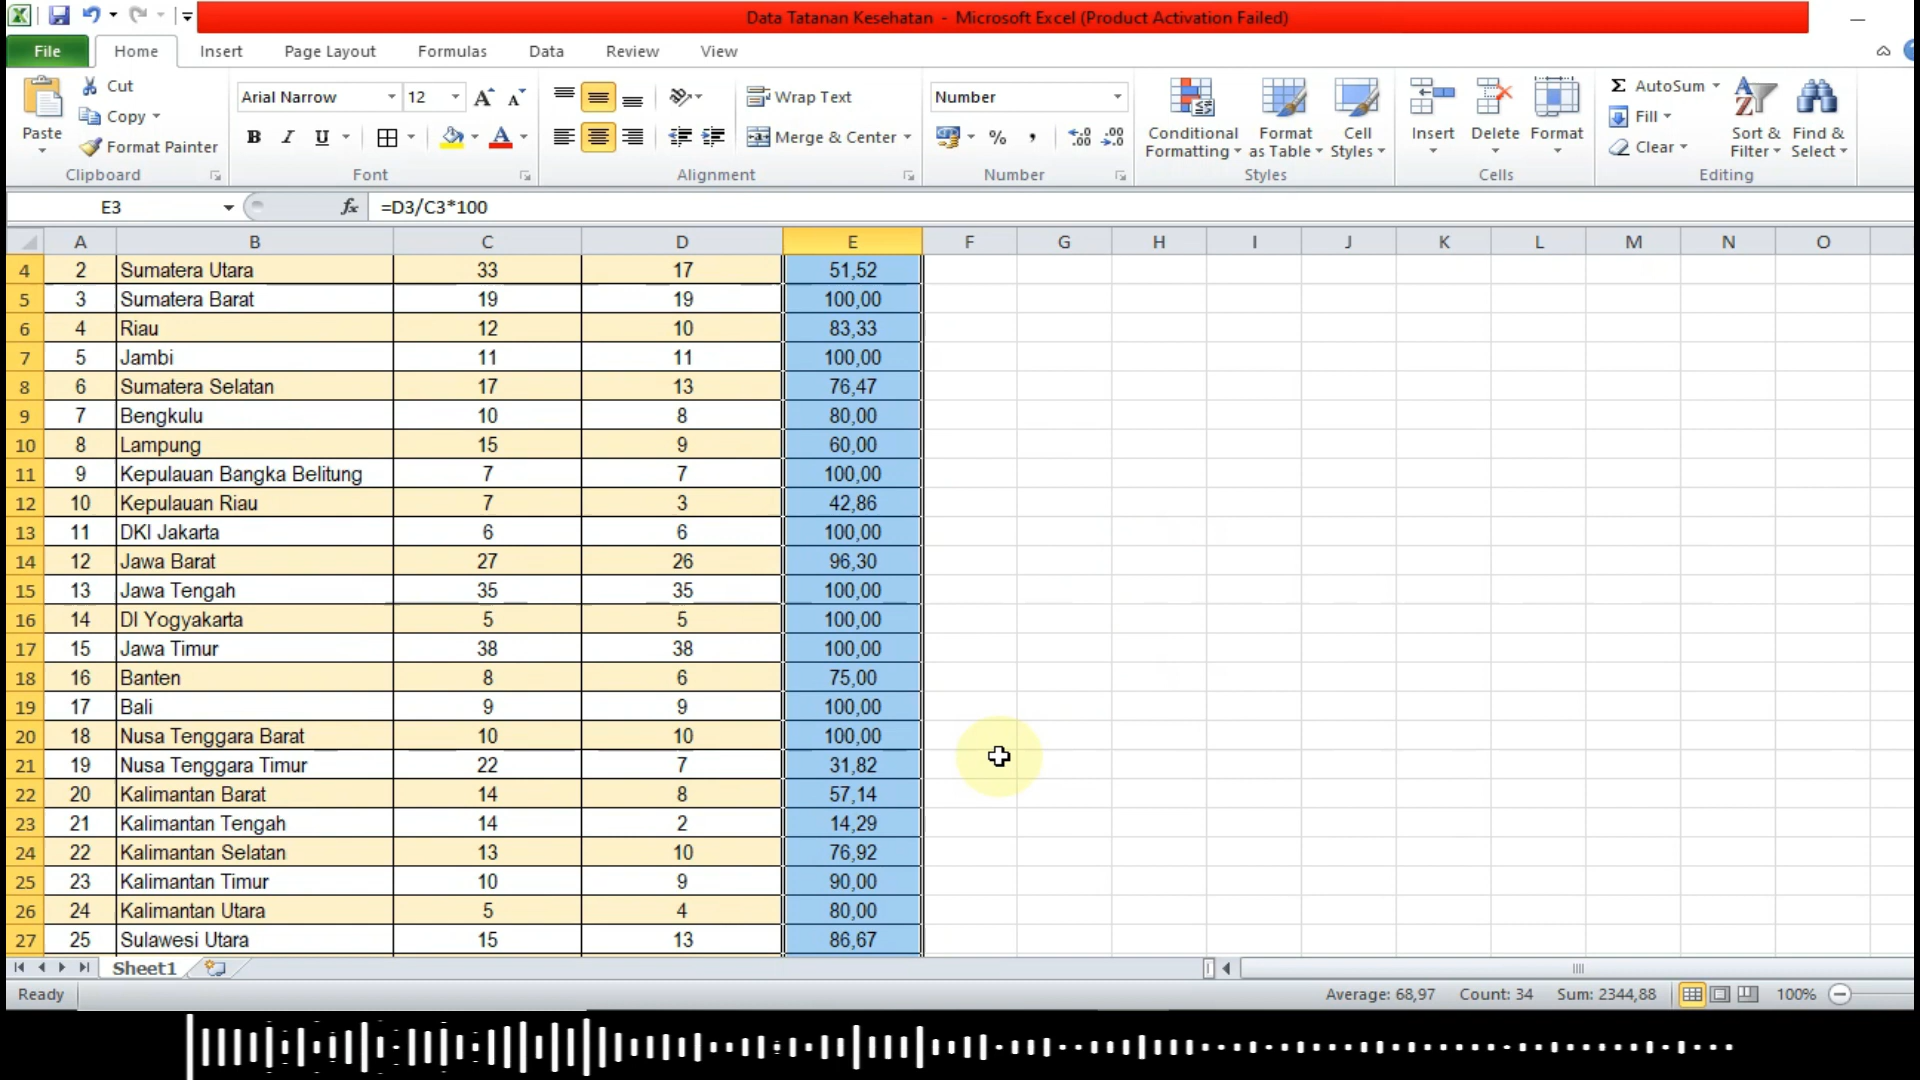 Data Tatanan Kesehatan - Microsoft Excel (Product Activation Failed)
File Home Insert Page Layout Formulas Data Review View
Paste
Cut
Copy
Format Painter
Clipboard
Arial Narrow 12
B I U
Font
Wrap Text
Merge & Center
Alignment
Number
% ,
Number
Conditional Formatting
Format as Table
Cell Styles
Styles
Insert Delete Format
Cells
Σ AutoSum
Fill
Clear
Sort & Filter
Find & Select
Editing
E3 fx =D3/C3*100
A B C D E F G H I J K L M N O
4 2 Sumatera Utara 33 17 51,52
5 3 Sumatera Barat 19 19 100,00
6 4 Riau 12 10 83,33
7 5 Jambi 11 11 100,00
8 6 Sumatera Selatan 17 13 76,47
9 7 Bengkulu 10 8 80,00
10 8 Lampung 15 9 60,00
11 9 Kepulauan Bangka Belitung 7 7 100,00
12 10 Kepulauan Riau 7 3 42,86
13 11 DKI Jakarta 6 6 100,00
14 12 Jawa Barat 27 26 96,30
15 13 Jawa Tengah 35 35 100,00
16 14 DI Yogyakarta 5 5 100,00
17 15 Jawa Timur 38 38 100,00
18 16 Banten 8 6 75,00
19 17 Bali 9 9 100,00
20 18 Nusa Tenggara Barat 10 10 100,00
21 19 Nusa Tenggara Timur 22 7 31,82
22 20 Kalimantan Barat 14 8 57,14
23 21 Kalimantan Tengah 14 2 14,29
24 22 Kalimantan Selatan 13 10 76,92
25 23 Kalimantan Timur 10 9 90,00
26 24 Kalimantan Utara 5 4 80,00
27 25 Sulawesi Utara 15 13 86,67
Sheet1
Ready Average: 68,97 Count: 34 Sum: 2344,88 100%